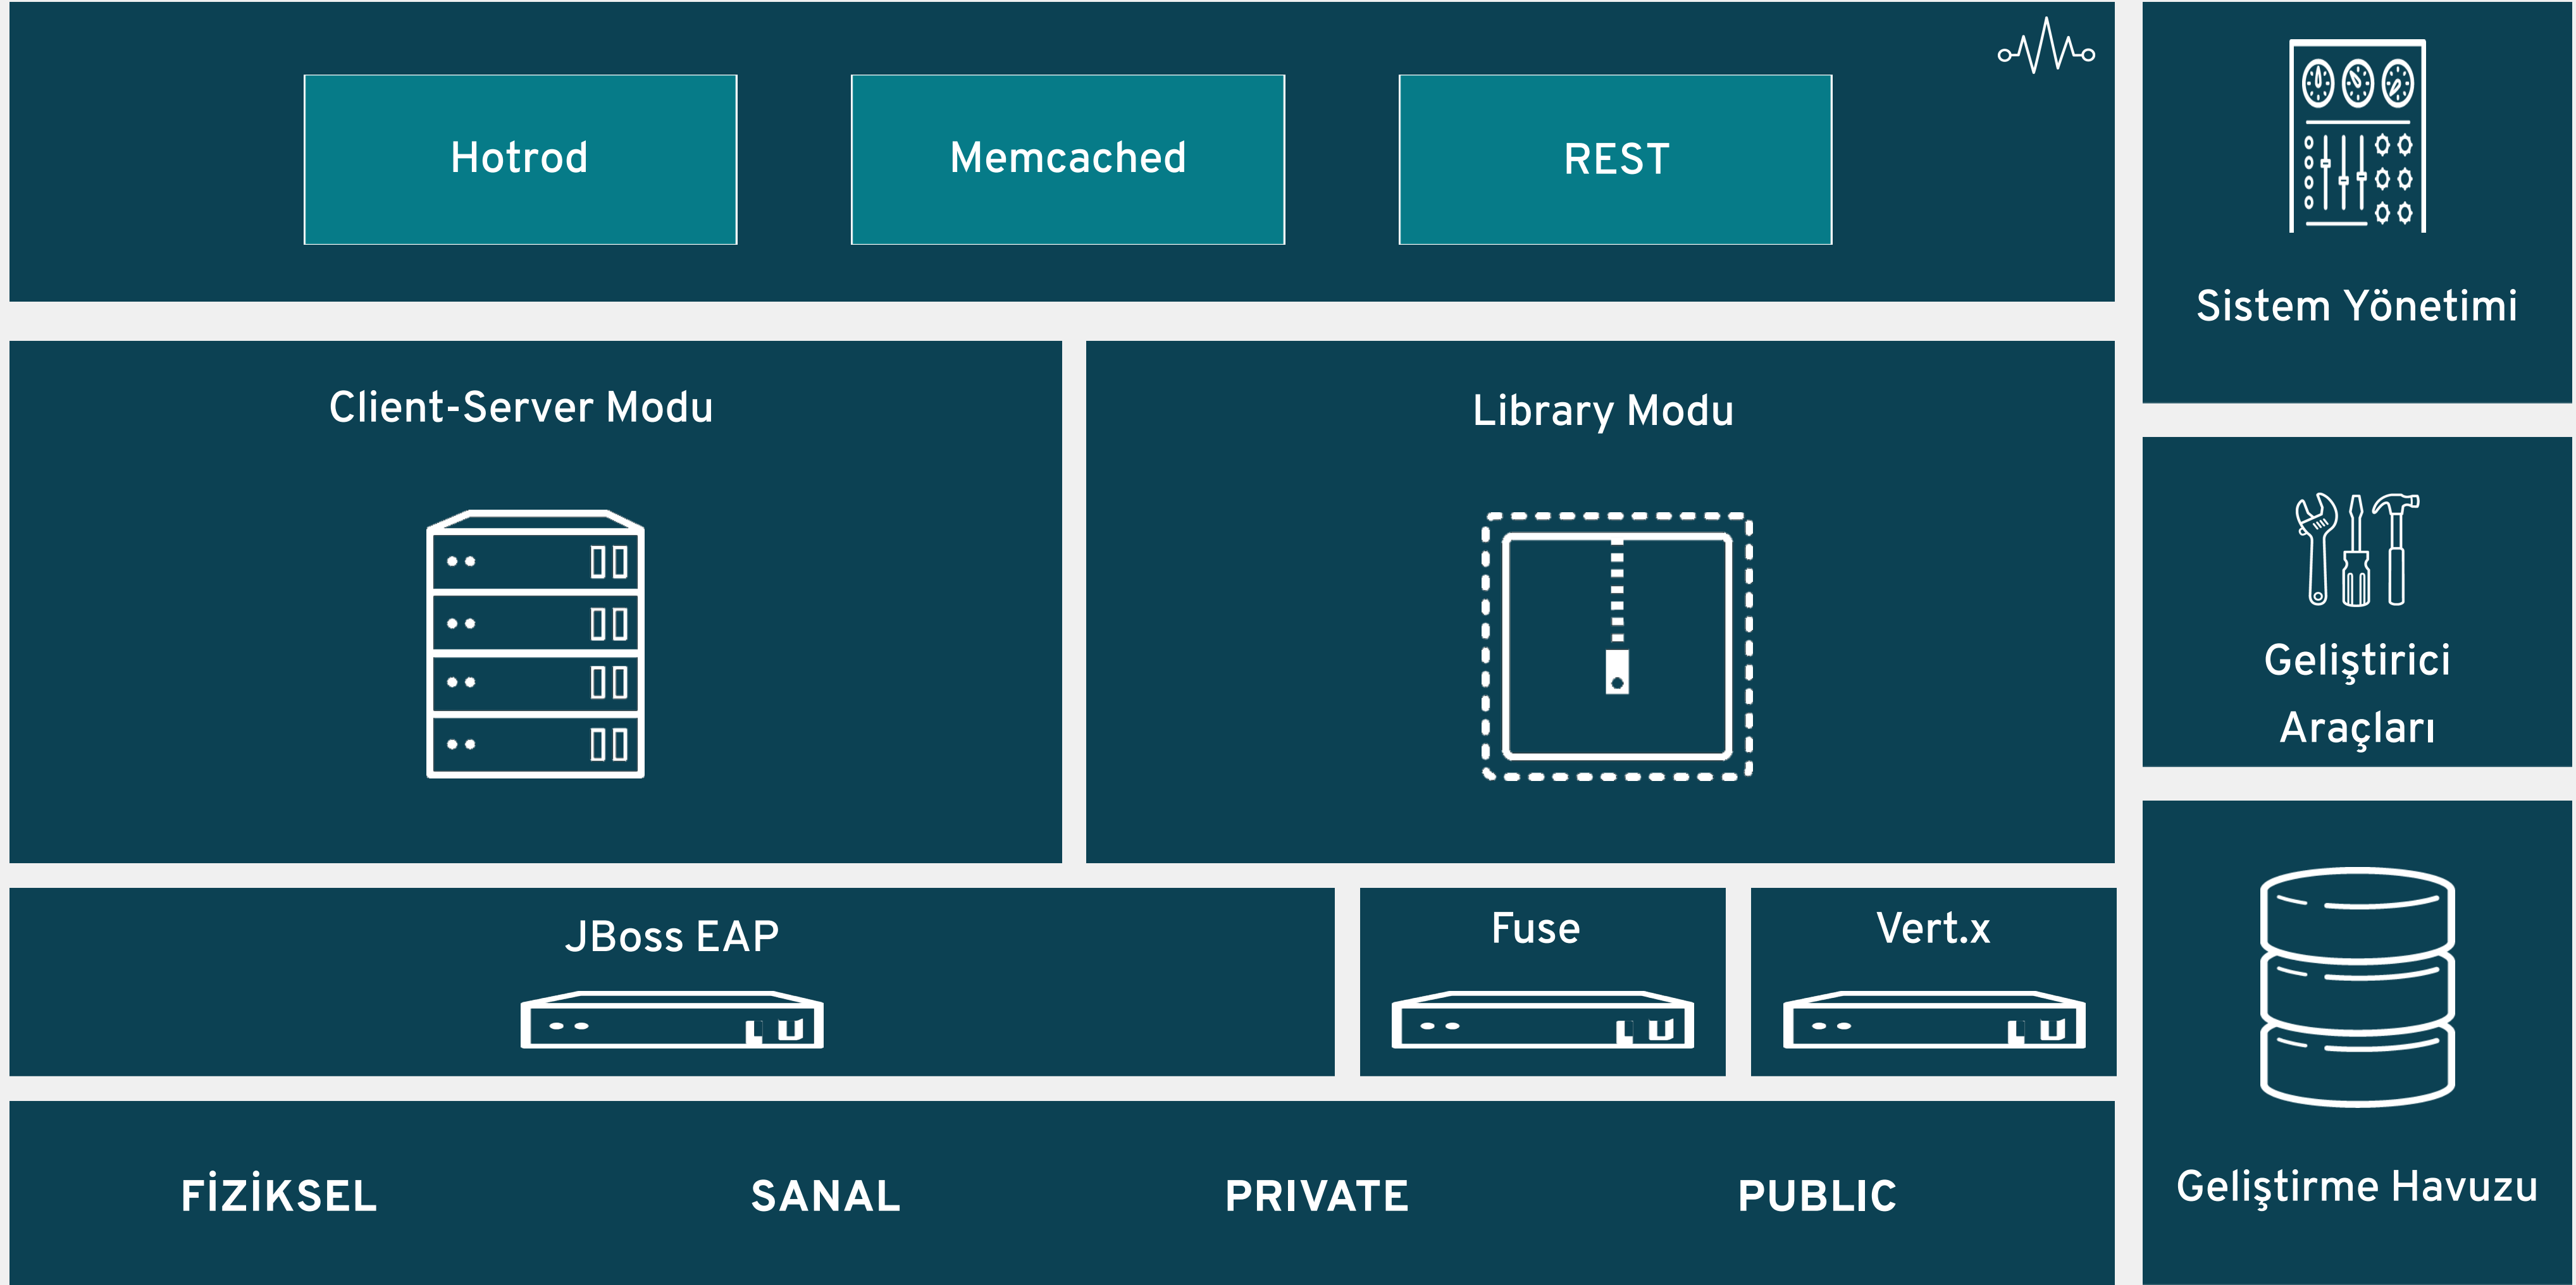 Hotrod
Memcached
REST
Sistem Yönetimi
Client-Server Modu
Library Modu
Geliştirici
Araçları
JBoss EAP
Fuse
Vert.x
FİZİKSEL
SANAL
PRIVATE
PUBLIC
Geliştirme Havuzu